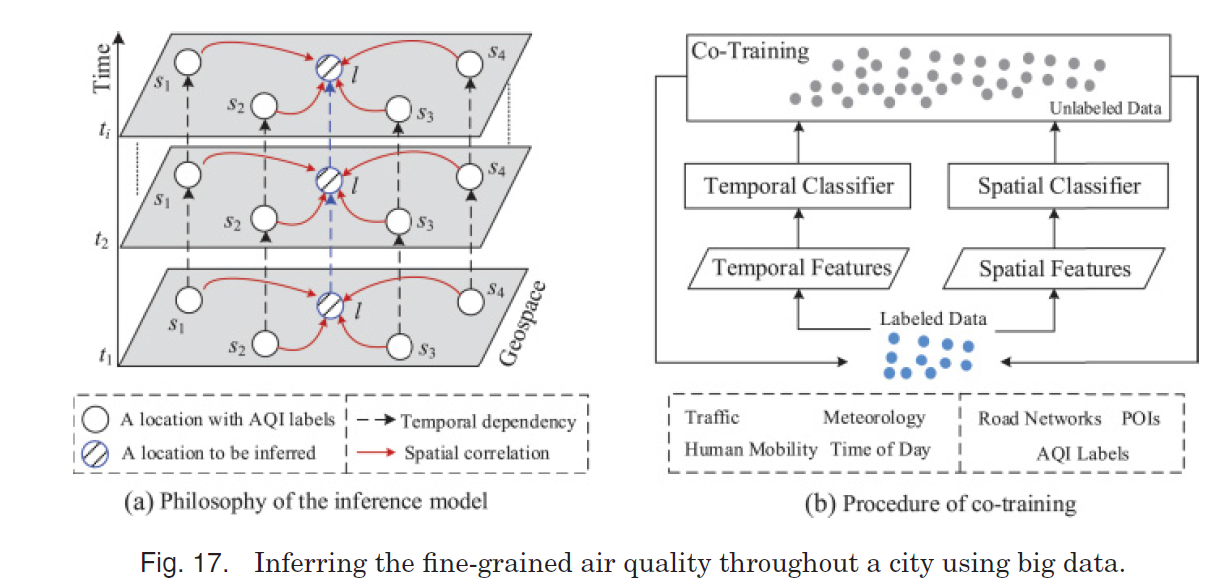 Time
s1
s2
l
s3
s4
ti
s1
s2
l
s3
s4
t2
s1
s2
l
s3
s4
t1
Geospace
A location with AQI labels
A location to be inferred
Temporal dependency
Spatial correlation
(a) Philosophy of the inference model
Co-Training
Unlabeled Data
Temporal Classifier
Spatial Classifier
Temporal Features
Spatial Features
Labeled Data
Traffic Meteorology
Human Mobility Time of Day
Road Networks POIs
AQI Labels
(b) Procedure of co-training
Fig. 17. Inferring the fine-grained air quality throughout a city using big data.